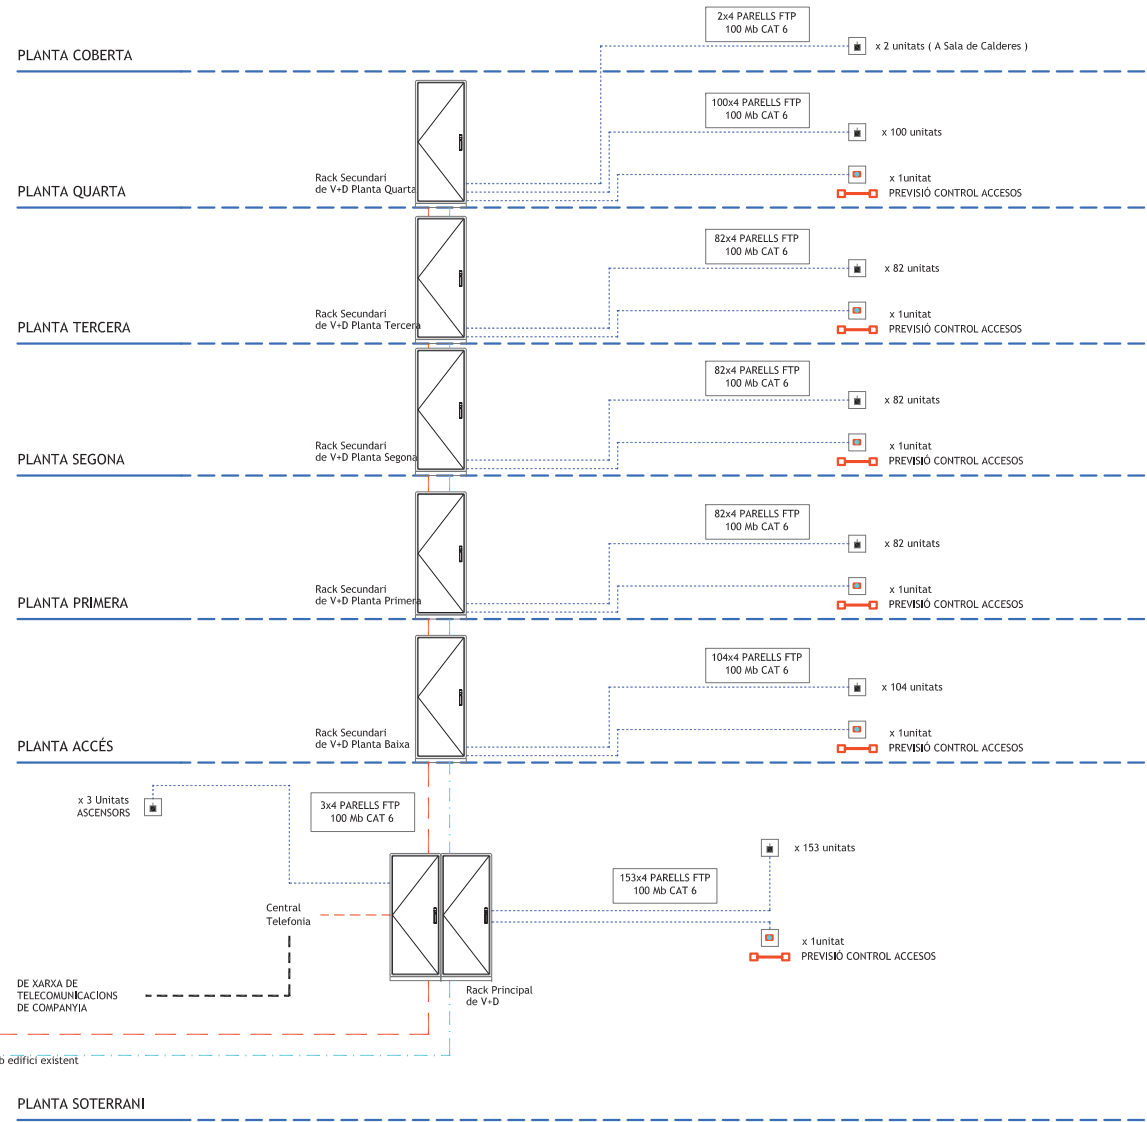 2x4 PARELLS FTP
100 Mb CAT 6
x 2 unitats ( A Sala de Calderes )
PLANTA COBERTA
100x4 PARELLS FTP
100 Mb CAT 6
x 100 unitats
Rack Secundari
de V+D Planta Quarta
x 1unitat
PREVISIÓ CONTROL ACCESOS
PLANTA QUARTA
82x4 PARELLS FTP
100 Mb CAT 6
x 82 unitats
Rack Secundari
de V+D Planta Tercera
x 1unitat
PREVISIÓ CONTROL ACCESOS
PLANTA TERCERA
82x4 PARELLS FTP
100 Mb CAT 6
x 82 unitats
Rack Secundari
de V+D Planta Segona
x 1unitat
PREVISIÓ CONTROL ACCESOS
PLANTA SEGONA
82x4 PARELLS FTP
100 Mb CAT 6
x 82 unitats
Rack Secundari
de V+D Planta Primera
x 1unitat
PREVISIÓ CONTROL ACCESOS
PLANTA PRIMERA
104x4 PARELLS FTP
100 Mb CAT 6
x 104 unitats
Rack Secundari
de V+D Planta Baixa
x 1unitat
PREVISIÓ CONTROL ACCESOS
PLANTA ACCÉS
x 3 Unitats
ASCENSORS
3x4 PARELLS FTP
100 Mb CAT 6
x 153 unitats
153x4 PARELLS FTP
100 Mb CAT 6
Central
Telefonia
x 1unitat
PREVISIÓ CONTROL ACCESOS
DE XARXA DE
TELECOMUNICACIONS
DE COMPANYIA
Rack Principal
de V+D
b edifici existent
PLANTA SOTERRANI